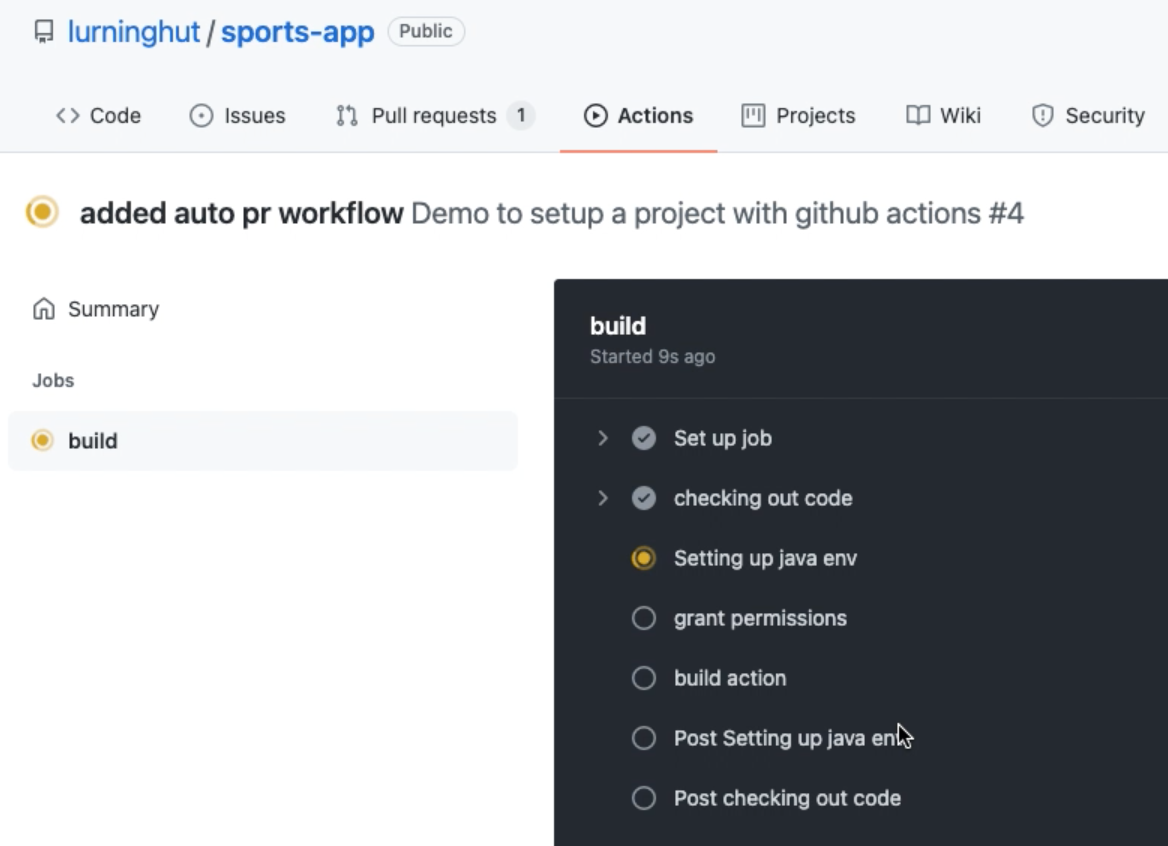 lurninghut / sports-app Public
Code Issues Pull requests 1 Actions Projects Wiki Security
added auto pr workflow Demo to setup a project with github actions #4
Summary
Jobs
build
build
Started 9s ago
Set up job
checking out code
Setting up java env
grant permissions
build action
Post Setting up java env
Post checking out code